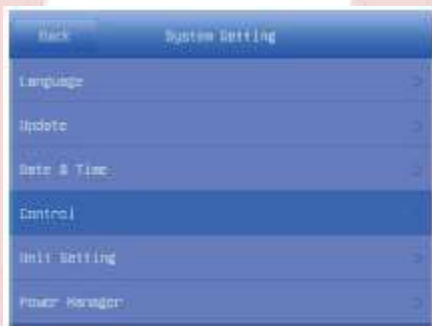 Back System Setting
Language
Update
Date & Time
Control
Unit Setting
Power Manager